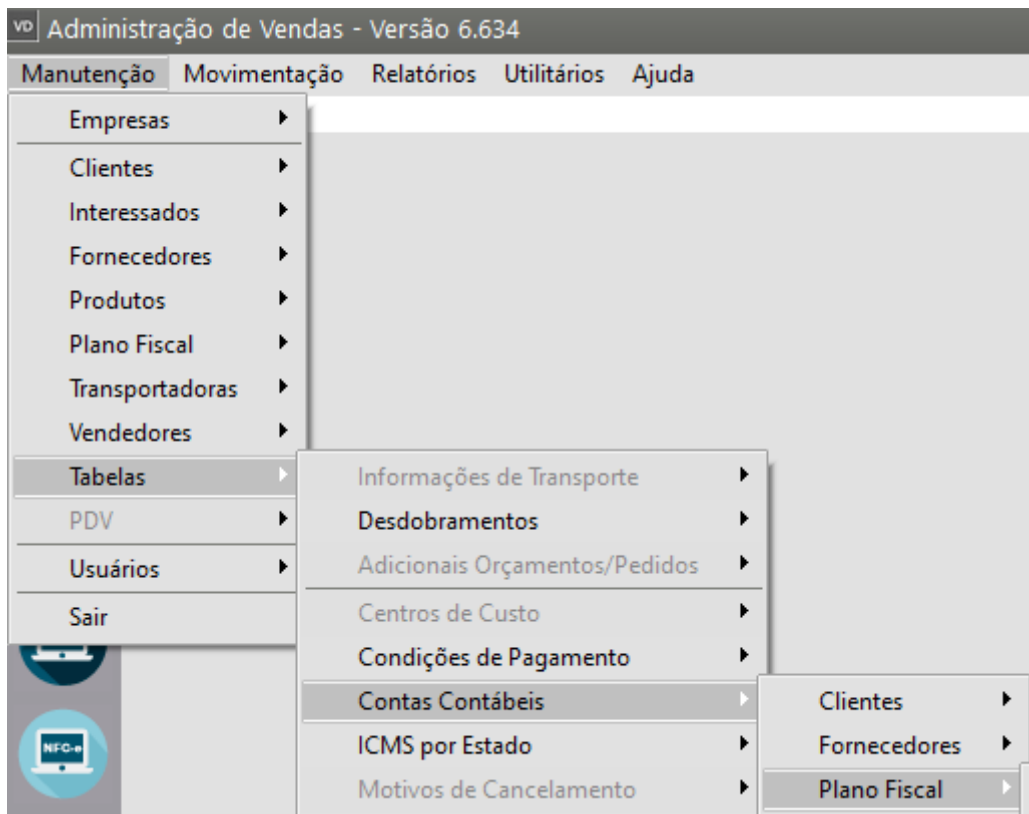 VD Administração de Vendas - Versão 6.634
Manutenção Movimentação Relatórios Utilitários Ajuda
Empresas
Clientes
Interessados
Fornecedores
Produtos
Plano Fiscal
Transportadoras
Vendedores
Tabelas
PDV
Usuários
Sair
Informações de Transporte
Desdobramentos
Adicionais Orçamentos/Pedidos
Centros de Custo
Condições de Pagamento
Contas Contábeis
ICMS por Estado
Motivos de Cancelamento
Clientes
Fornecedores
Plano Fiscal
NFC-e